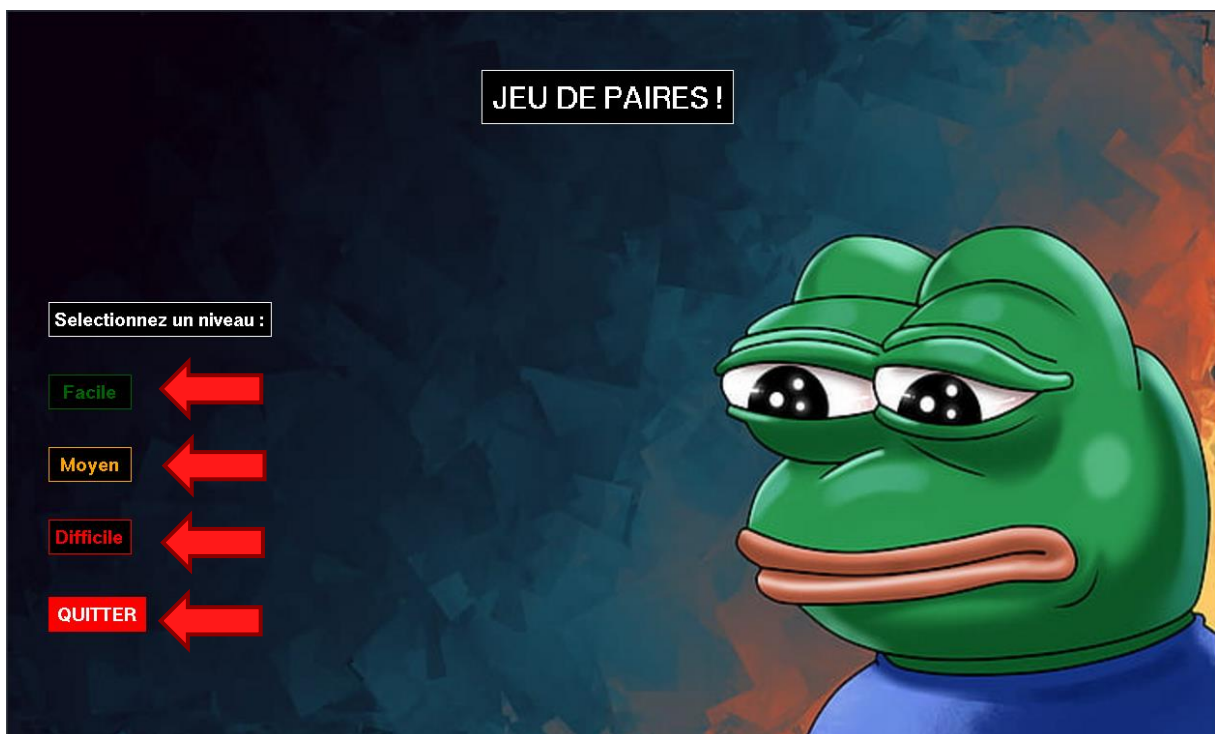 JEU DE PAIRES !
Selectionnez un niveau :
Facile
Moyen
Difficile
QUITTER